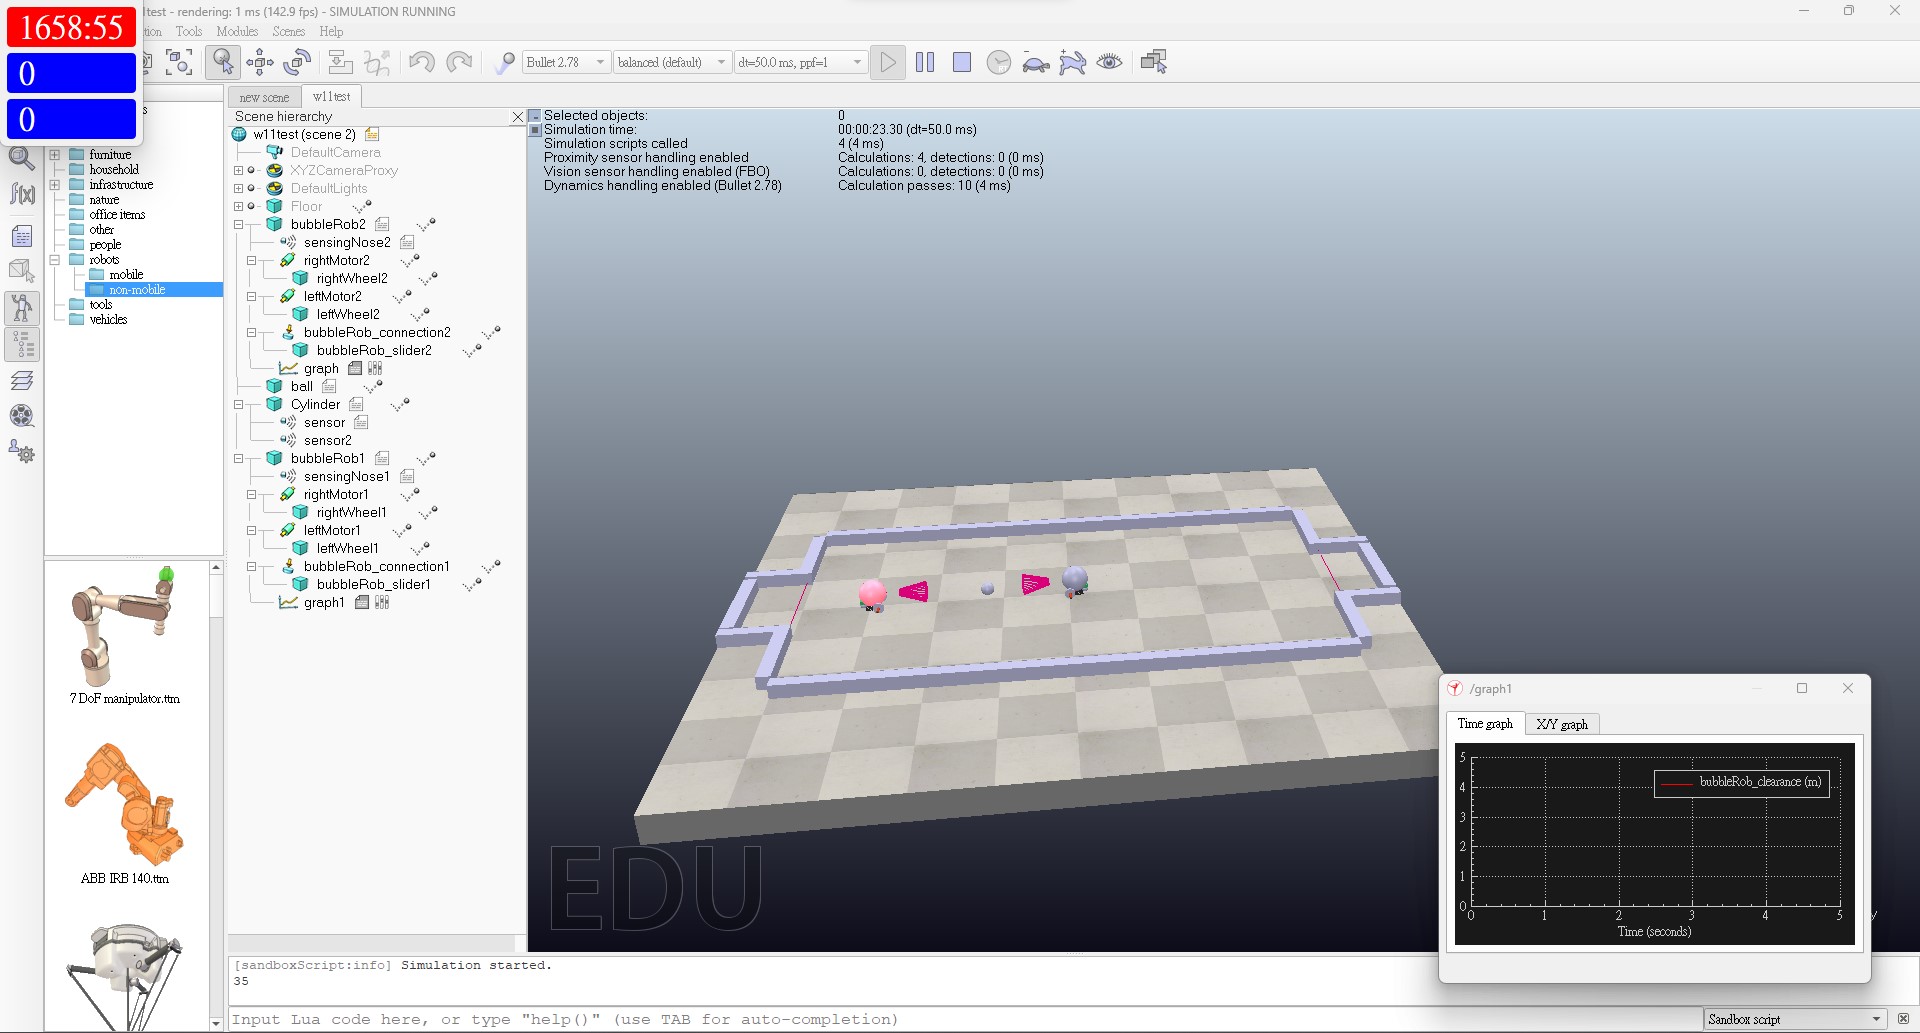 1658:55
0
0
1test - rendering: 1 ms (142.9 fps) - SIMULATION RUNNING
tion Tools Modules Scenes Help
Bullet 2.78
balanced (default)
dt=50.0 ms, ppf=1
RT
f(x)
s
furniture
household
infrastructure
nature
office items
other
people
robots
mobile
non-mobile
tools
vehicles
7 DoF manipulator.ttm
ABB IRB 140.ttm
new scene
w11test
Scene hierarchy
w11test (scene 2)
DefaultCamera
XYZCameraProxy
DefaultLights
Floor
bubbleRob2
sensingNose2
rightMotor2
rightWheel2
leftMotor2
leftWheel2
bubbleRob_connection2
bubbleRob_slider2
graph
ball
Cylinder
sensor
sensor2
bubbleRob1
sensingNose1
rightMotor1
rightWheel1
leftMotor1
leftWheel1
bubbleRob_connection1
bubbleRob_slider1
graph1
Selected objects: 0
Simulation time: 00:00:23.30 (dt=50.0 ms)
Simulation scripts called 4 (4 ms)
Proximity sensor handling enabled Calculations: 4, detections: 0 (0 ms)
Vision sensor handling enabled (FBO) Calculations: 0, detections: 0 (0 ms)
Dynamics handling enabled (Bullet 2.78) Calculation passes: 10 (4 ms)
EDU
/graph1
Time graph
X/Y graph
bubbleRob_clearance (m)
5
4
3
2
1
0
0 1 2 3 4 5
Time (seconds)
y
[sandboxScript:info] Simulation started.
35
Input Lua code here, or type "help()" (use TAB for auto-completion)
Sandbox script